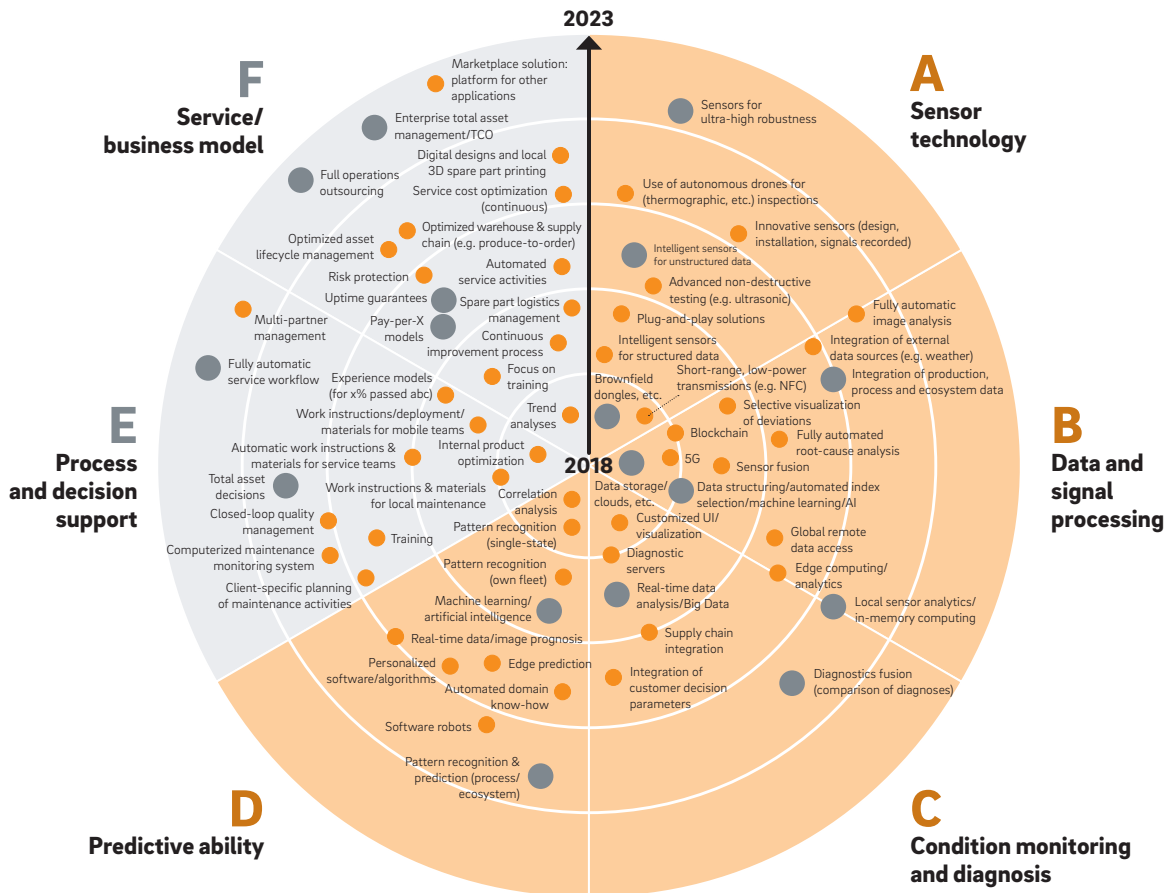 2023
F
Service/
business model
A
Sensor
technology
Marketplace solution:
platform for other
applications
Enterprise total asset
management/TCO
Digital designs and local
3D spare part printing
Full operations
outsourcing
Service cost optimization
(continuous)
Optimized warehouse & supply
chain (e.g. produce-to-order)
Optimized asset
lifecycle management
Automated
service activities
Risk protection
Uptime guarantees
Spare part logistics
management
Pay-per-X
models
Continuous
improvement process
Focus on
training
Trend
analyses
Sensors for
ultra-high robustness
Use of autonomous drones for
(thermographic, etc.) inspections
Innovative sensors (design,
installation, signals recorded)
Intelligent sensors
for unstructured data
Advanced non-destructive
testing (e.g. ultrasonic)
Plug-and-play solutions
Intelligent sensors
for structured data
Short-range, low-power
transmissions (e.g. NFC)
Brownfield
dongles, etc.
Fully automatic
image analysis
Integration of external
data sources (e.g. weather)
Integration of production,
process and ecosystem data
Selective visualization
of deviations
Blockchain
Fully automated
root-cause analysis
5G
Sensor fusion
Data storage/
clouds, etc.
Data structuring/automated index
selection/machine learning/AI
B
Data and
signal
processing
2018
Multi-partner
management
Fully automatic
service workflow
Experience models
(for x% passed abc)
Work instructions/deployment/
materials for mobile teams
Internal product
optimization
Automatic work instructions &
materials for service teams
Total asset
decisions
Work instructions & materials
for local maintenance
Closed-loop quality
management
Training
Computerized maintenance
monitoring system
Client-specific planning
of maintenance activities
E
Process
and decision
support
Correlation
analysis
Pattern recognition
(single-state)
Pattern recognition
(own fleet)
Machine learning/
artificial intelligence
Real-time data/image prognosis
Personalized
software/algorithms
Edge prediction
Automated domain
know-how
Software robots
Pattern recognition &
prediction (process/
ecosystem)
Customized UI/
visualization
Diagnostic
servers
Global remote
data access
Edge computing/
analytics
Real-time data
analysis/Big Data
Local sensor analytics/
in-memory computing
Supply chain
integration
Integration of
customer decision
parameters
Diagnostics fusion
(comparison of diagnoses)
D
Predictive ability
C
Condition monitoring
and diagnosis